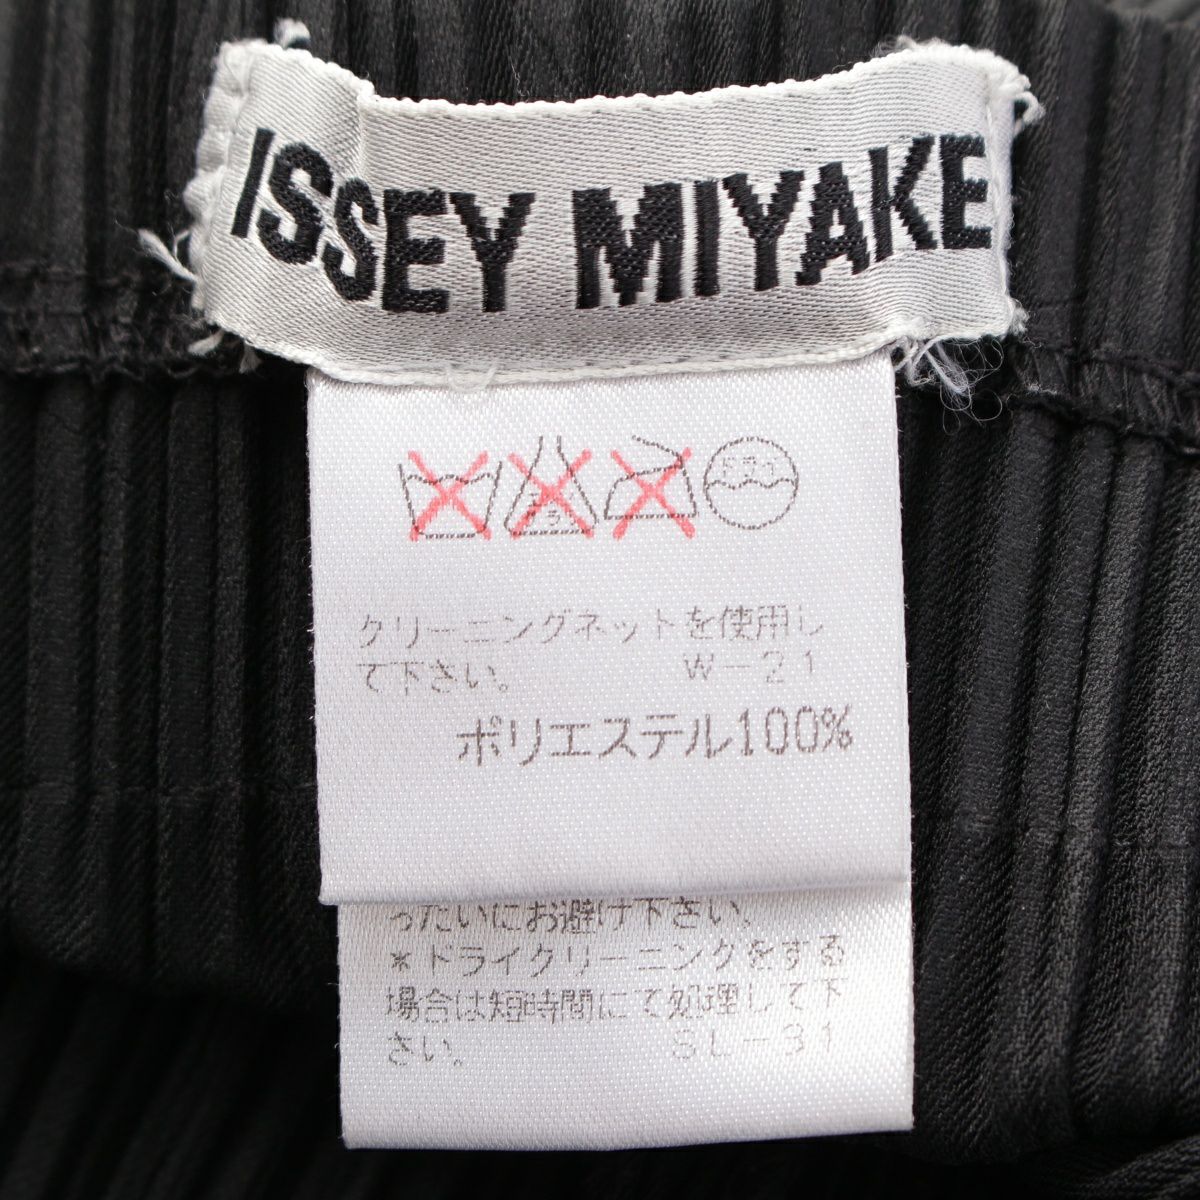 ISSEY MIYAKE
ドライ
クリーニングネットを使用し
て下さい。 W-21
ポリエステル100%
ったいにお避け下さい。
*ドライクリーニングをする
場合は短時間にて処理して下
さい。 SL-31